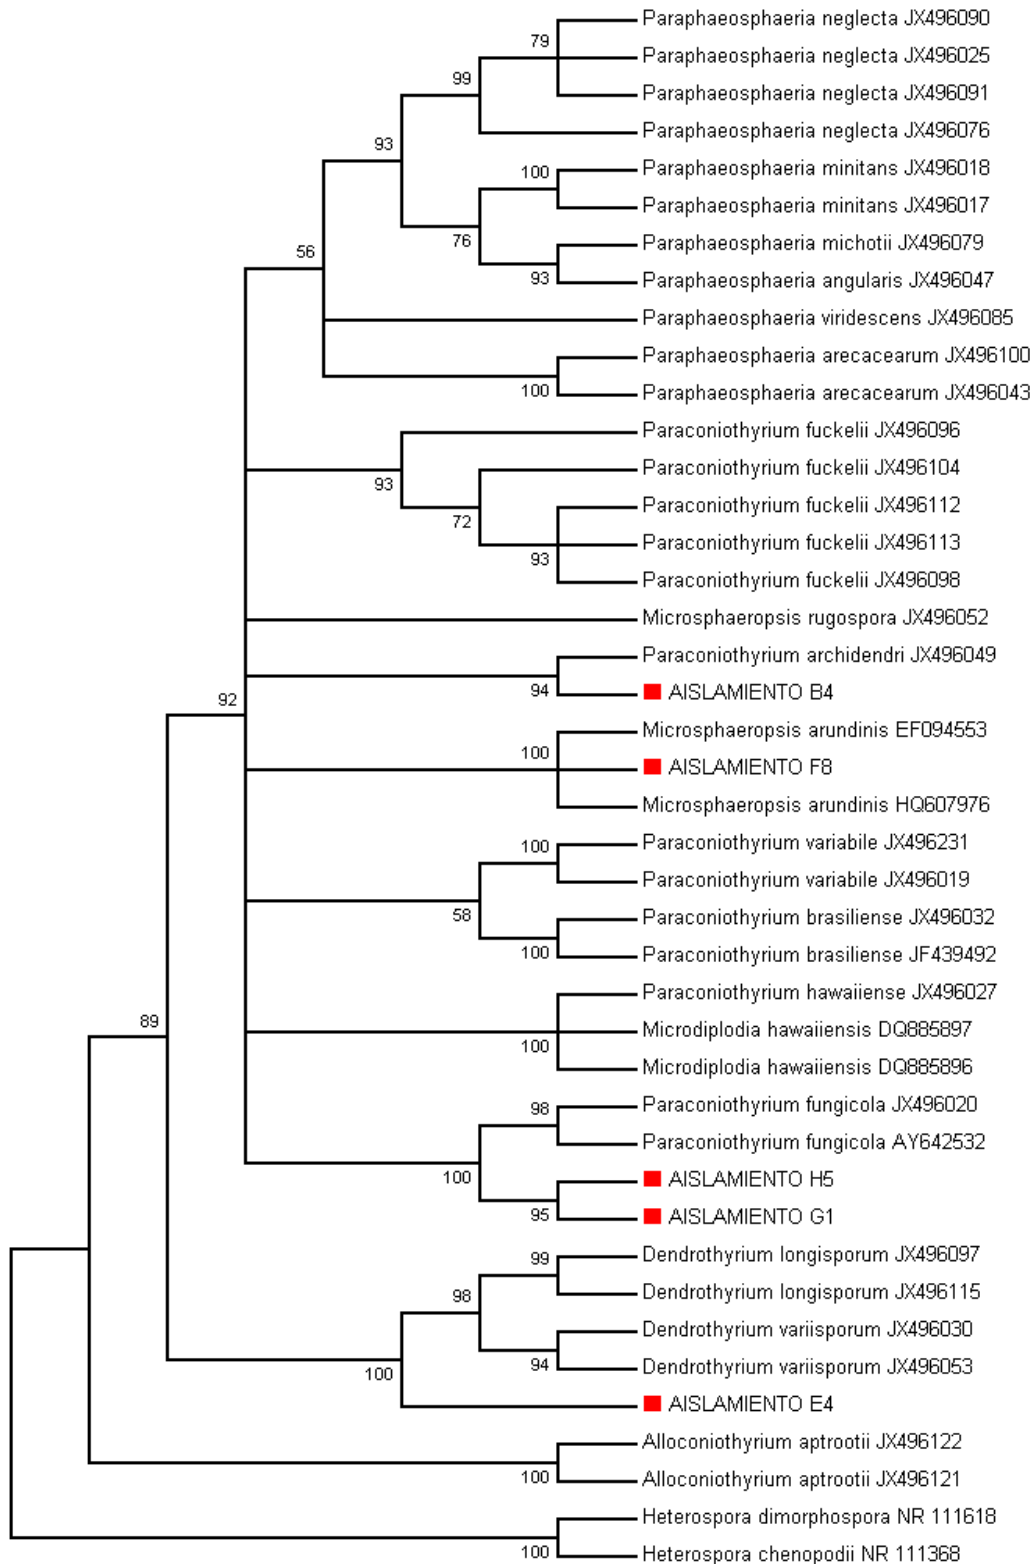 Paraphaeosphaeria neglecta JX496090
79
Paraphaeosphaeria neglecta JX496025
99
Paraphaeosphaeria neglecta JX496091
Paraphaeosphaeria neglecta JX496076
93
Paraphaeosphaeria minitans JX496018
100
Paraphaeosphaeria minitans JX496017
76
Paraphaeosphaeria michotii JX496079
56
93
Paraphaeosphaeria angularis JX496047
Paraphaeosphaeria viridescens JX496085
Paraphaeosphaeria arecacearum JX496100
100
Paraphaeosphaeria arecacearum JX496043
Paraconiothyrium fuckelii JX496096
93
Paraconiothyrium fuckelii JX496104
72
Paraconiothyrium fuckelii JX496112
Paraconiothyrium fuckelii JX496113
93
Paraconiothyrium fuckelii JX496098
Microsphaeropsis rugospora JX496052
Paraconiothyrium archidendri JX496049
94
AISLAMIENTO B4
92
Microsphaeropsis arundinis EF094553
100
AISLAMIENTO F8
Microsphaeropsis arundinis HQ607976
Paraconiothyrium variabile JX496231
100
Paraconiothyrium variabile JX496019
58
Paraconiothyrium brasiliense JX496032
100
Paraconiothyrium brasiliense JF439492
Paraconiothyrium hawaiiense JX496027
89
Microdiplodia hawaiiensis DQ885897
100
Microdiplodia hawaiiensis DQ885896
Paraconiothyrium fungicola JX496020
98
Paraconiothyrium fungicola AY642532
100
AISLAMIENTO H5
95
AISLAMIENTO G1
Dendrothyrium longisporum JX496097
99
Dendrothyrium longisporum JX496115
98
Dendrothyrium variisporum JX496030
94
Dendrothyrium variisporum JX496053
100
AISLAMIENTO E4
Alloconiothyrium aptrootii JX496122
100
Alloconiothyrium aptrootii JX496121
Heterospora dimorphospora NR 111618
100
Heterospora chenopodii NR 111368